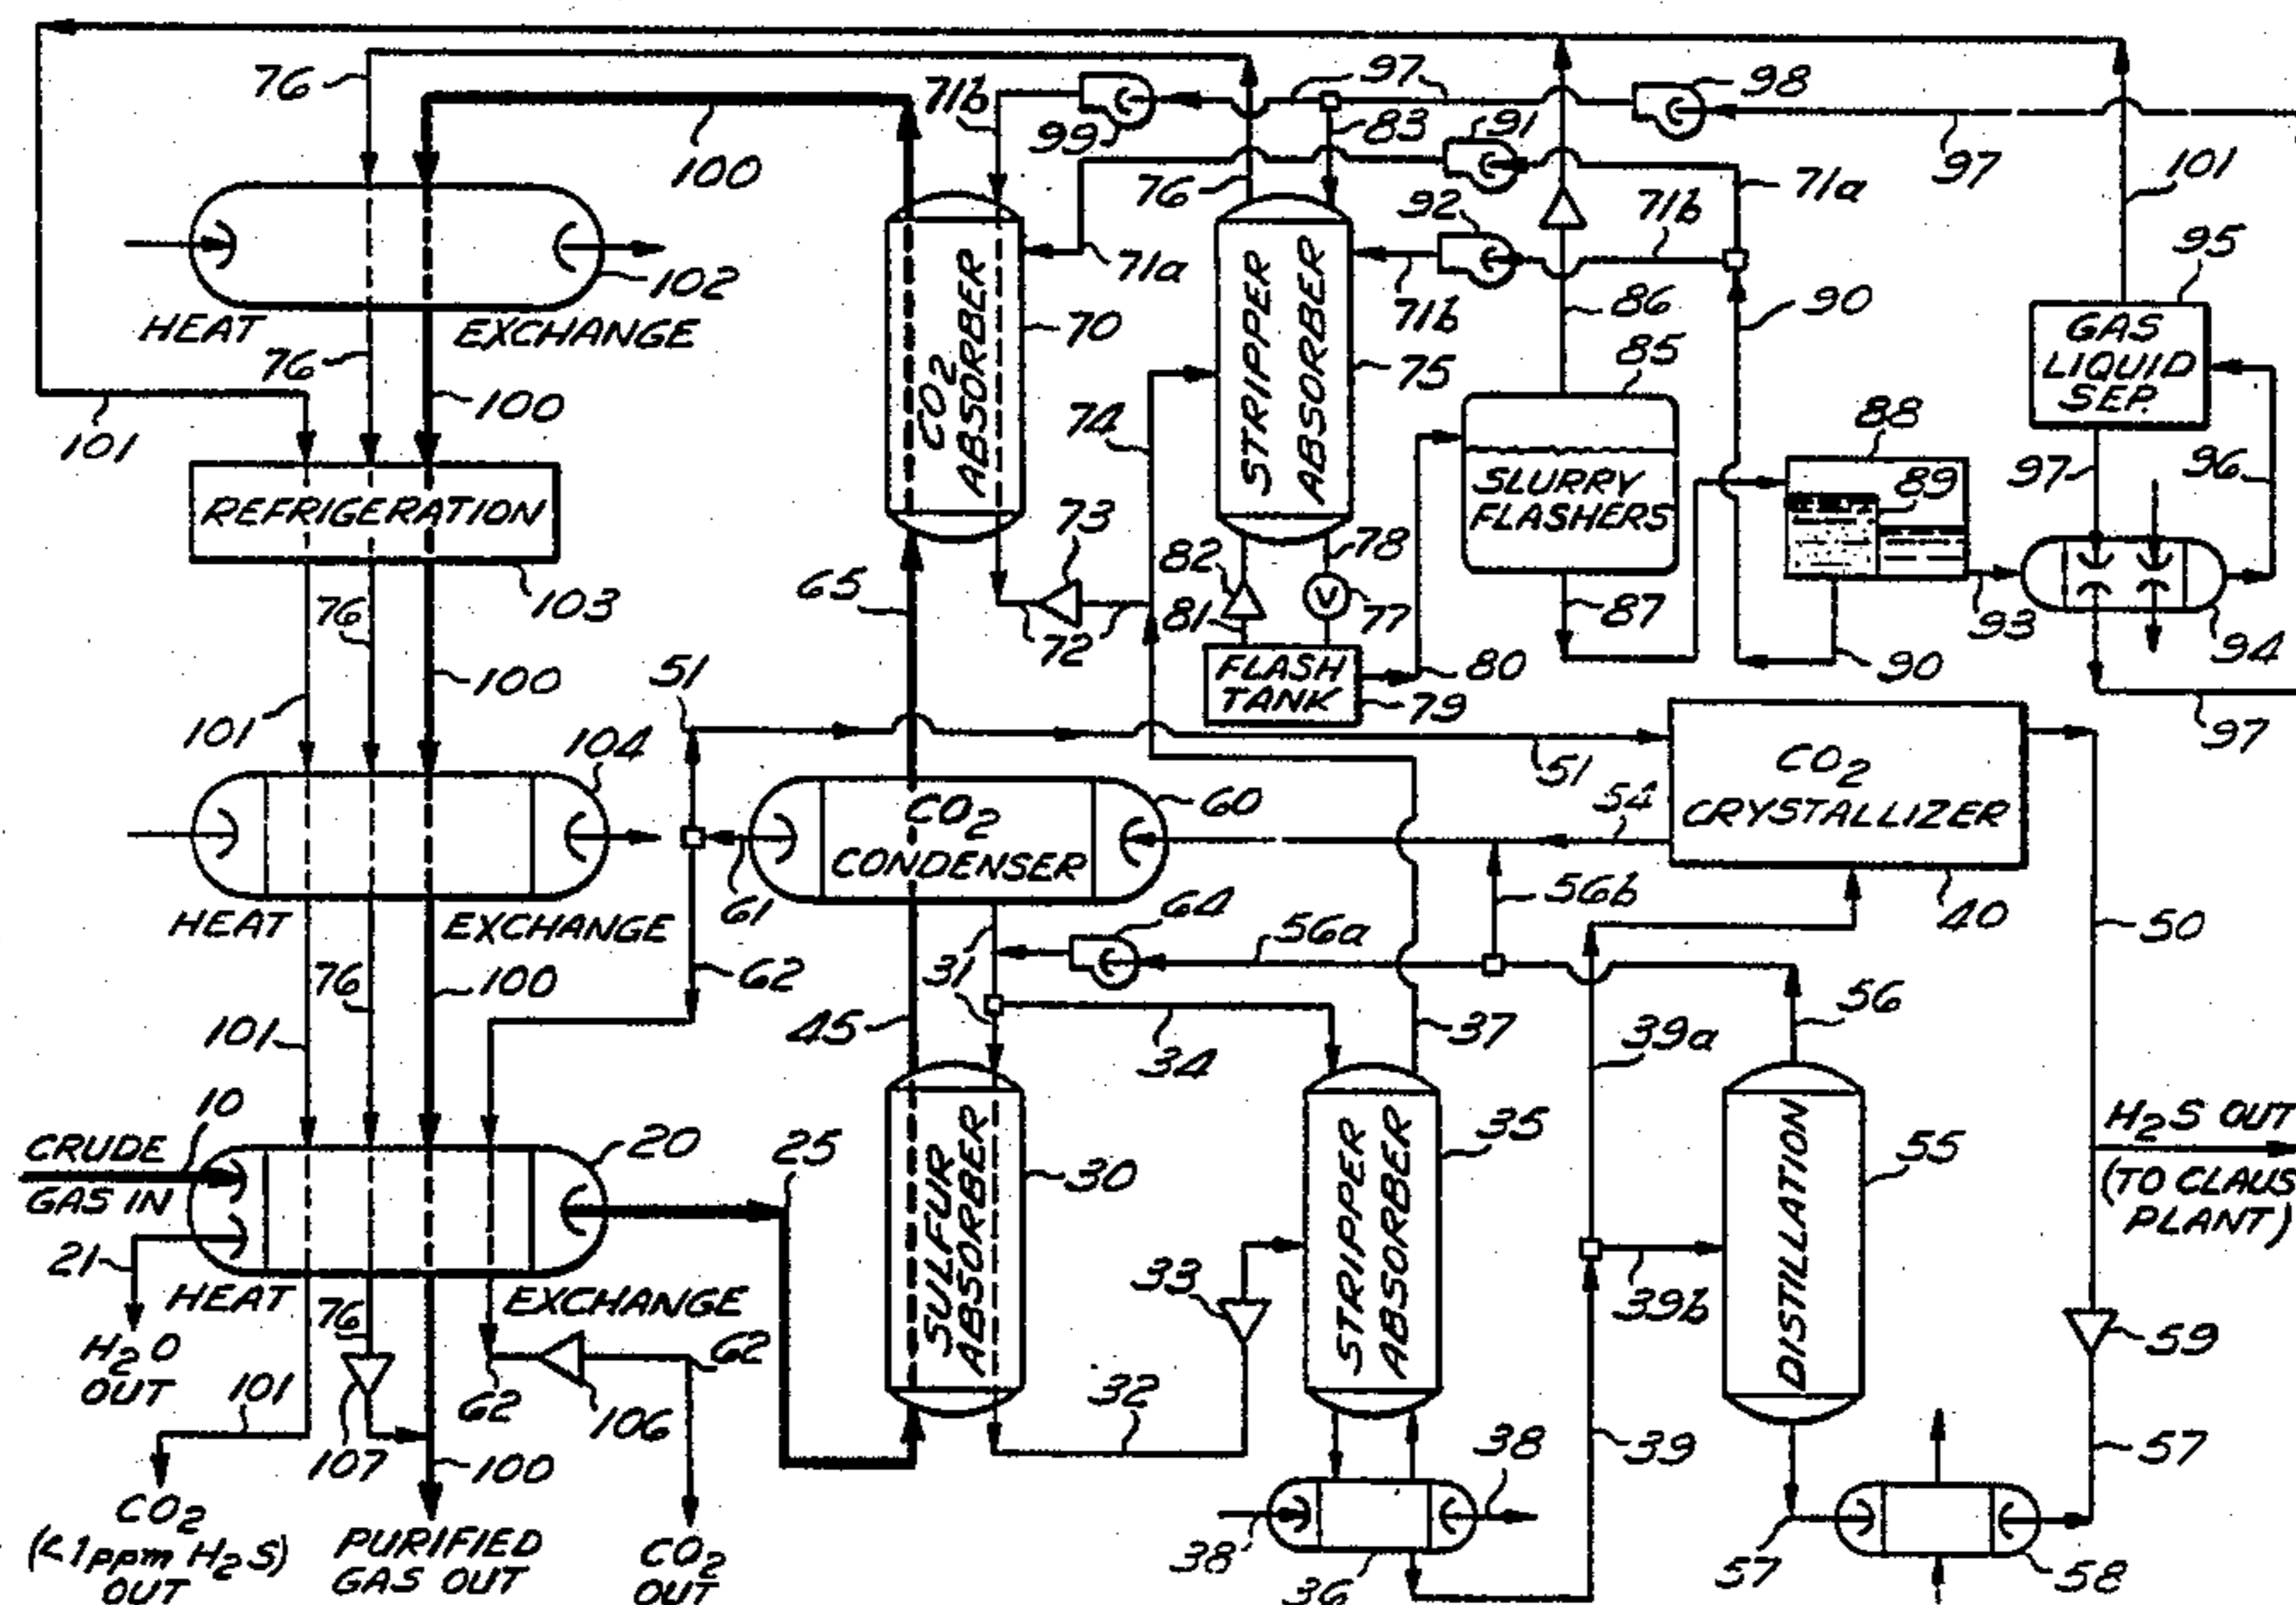 76
100
71b
99
97
98
97
83
91
76
71a
92
71b
101
102
HEAT
EXCHANGE
76
100
71a
71b
86
90
95
GAS
LIQUID
SEP.
70
75
85
CO2
ABSORBER
STRIPPER
ABSORBER
74
SLURRY
FLASHERS
88
89
97
96
101
REFRIGERATION
103
76
100
65
73
72
82
81
78
77
87
90
93
94
FLASH
TANK
79
80
97
51
101
104
51
CO2
CRYSTALLIZER
40
54
60
CO2
CONDENSER
61
HEAT
EXCHANGE
64
56a
56b
50
31
62
76
100
101
45
34
37
39a
56
10
CRUDE
GAS IN
20
25
SULFUR
ABSORBER
30
STRIPPER
ABSORBER
35
DISTILLATION
55
H2S OUT
(TO CLAUS
PLANT)
21
H2O
OUT
HEAT
EXCHANGE
76
62
62
33
39b
59
101
107
100
106
32
38
38
36
39
57
57
58
CO2
(<1ppm H2S)
OUT
PURIFIED
GAS OUT
CO2
OUT